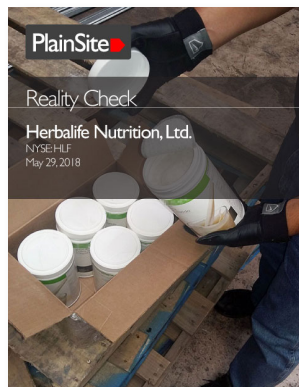 PlainSite
Reality Check
Herbalife Nutrition, Ltd.
NYSE: HLF
May 29, 2018